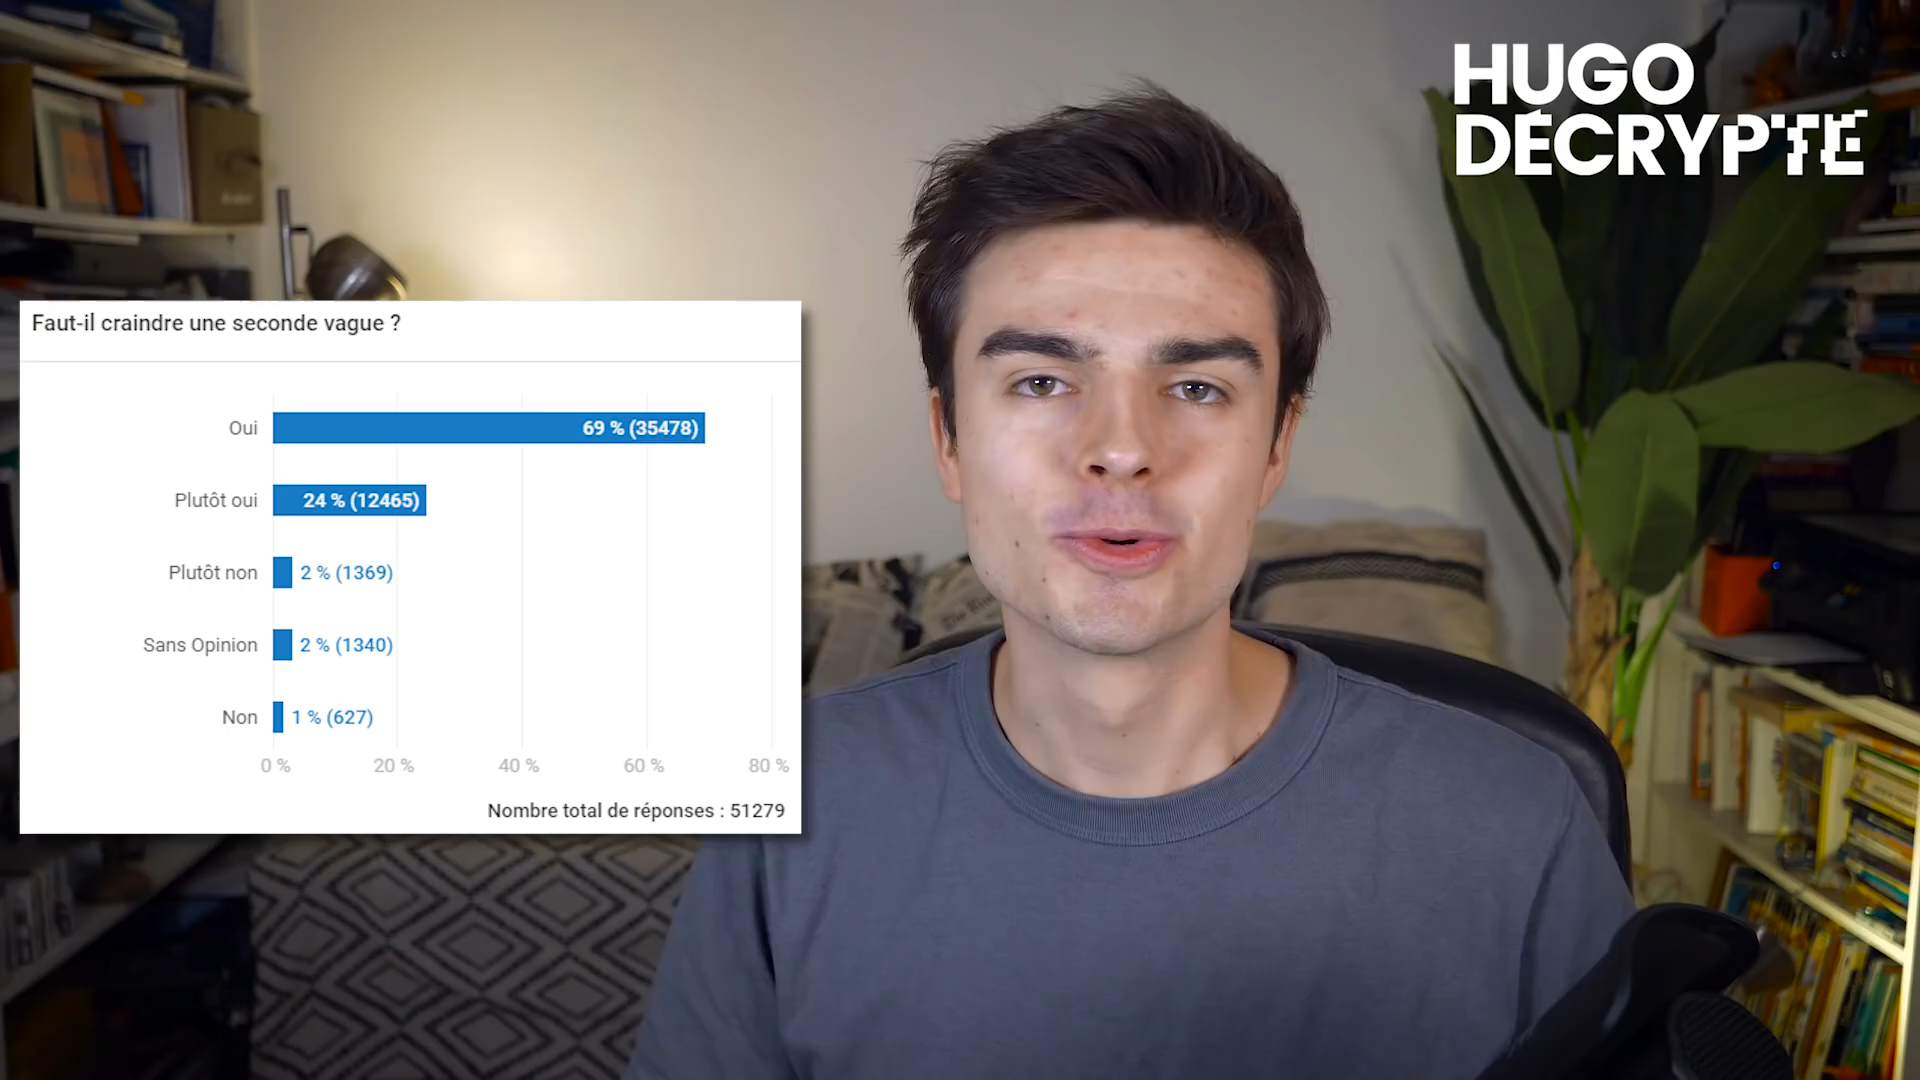 HUGO
DÉCRYPTE
Faut-il craindre une seconde vague ?
Oui
69 % (35478)
Plutôt oui
24 % (12465)
Plutôt non
2 % (1369)
Sans Opinion
2 % (1340)
Non
1 % (627)
0 %
20 %
40 %
60 %
80 %
Nombre total de réponses : 51279